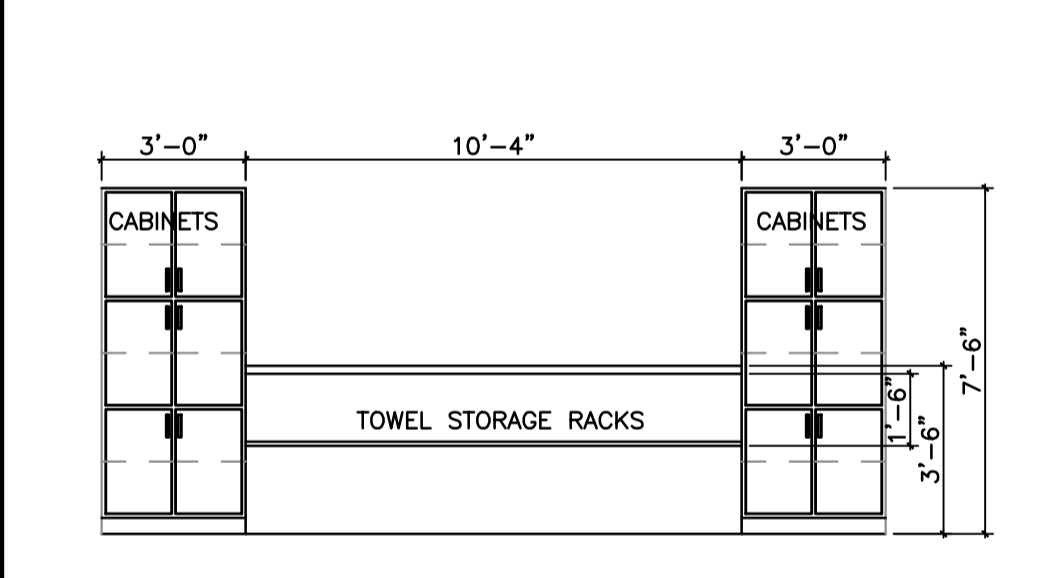 3'-0" 10'-4" 3'-0"
CABINETS CABINETS
7'-6"
1'-6"
3'-6"
TOWEL STORAGE RACKS